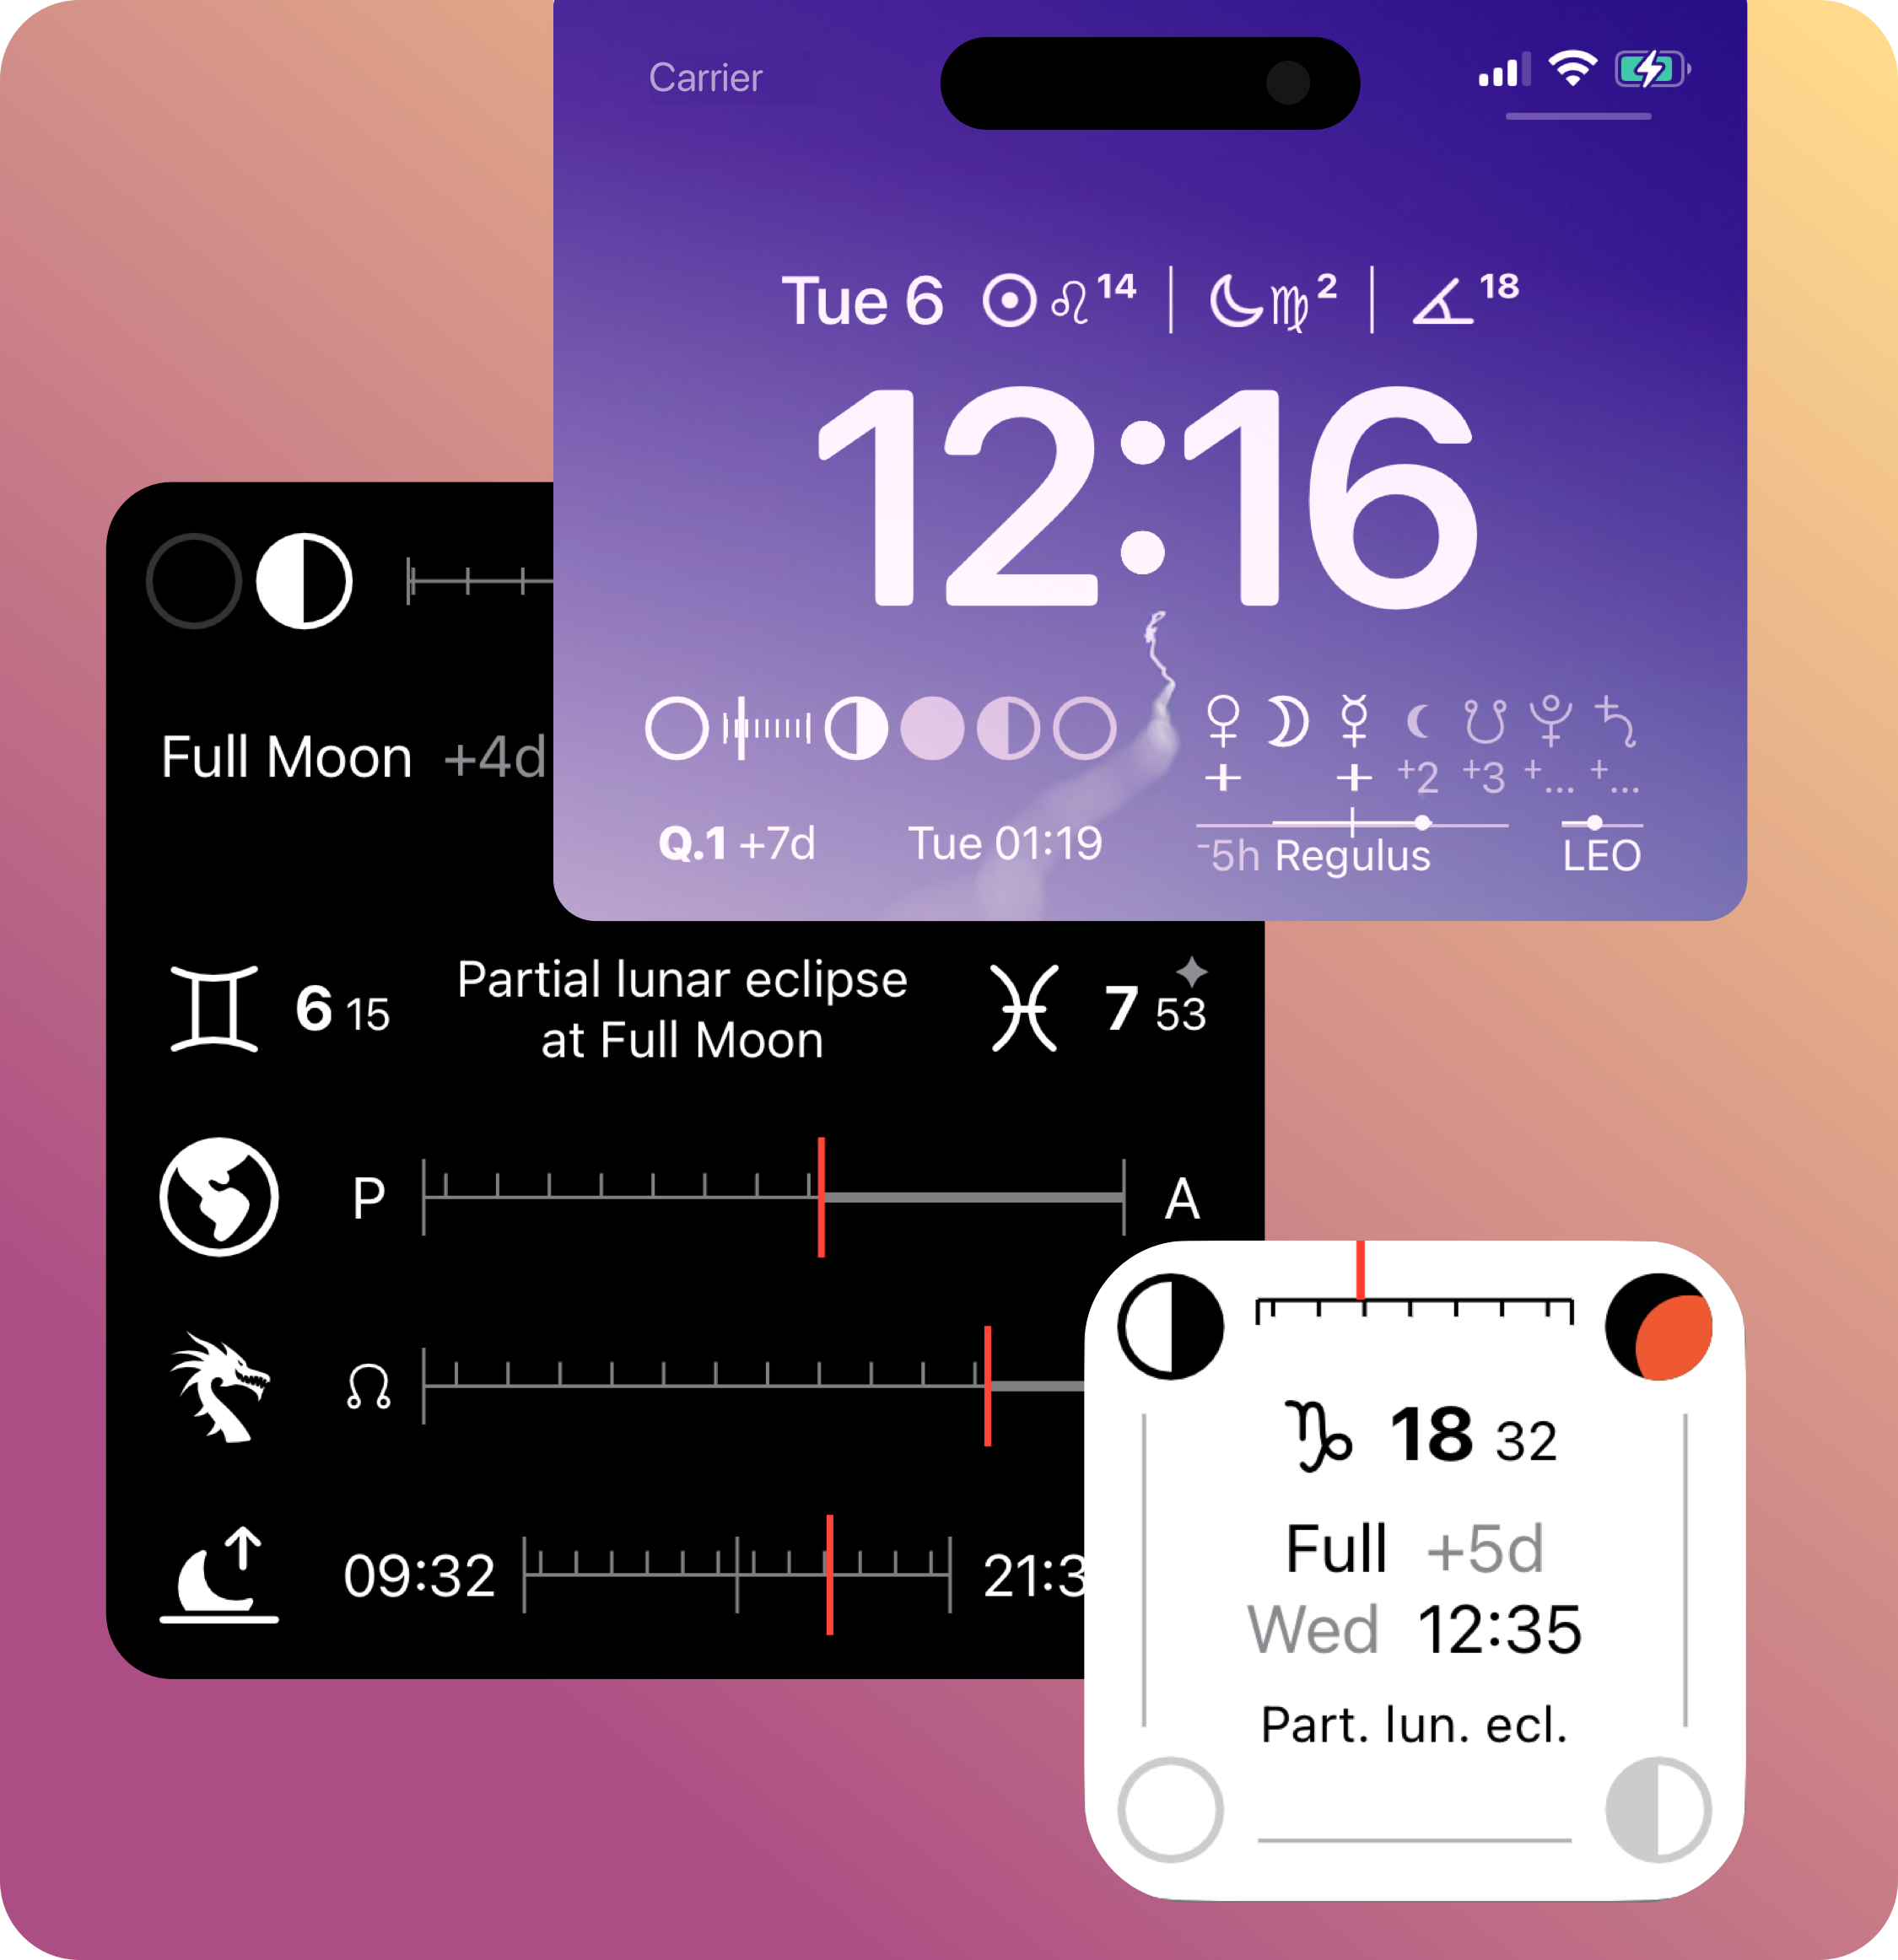 Carrier
Tue 6 ☉ ♌ 14 | ☾ ♍ 2 | ∠ 18
12:16
♀ ☽ ☿ ⚸ ☋ ♇ ♄
+ + +2 +3 +... +...
Q.1 +7d Tue 01:19
-5h Regulus LEO
Full Moon +4d
♊ 6 15
Partial lunar eclipse
at Full Moon
♓ 7 53
P A
☊
09:32 21:3
♑ 18 32
Full +5d
Wed 12:35
Part. lun. ecl.